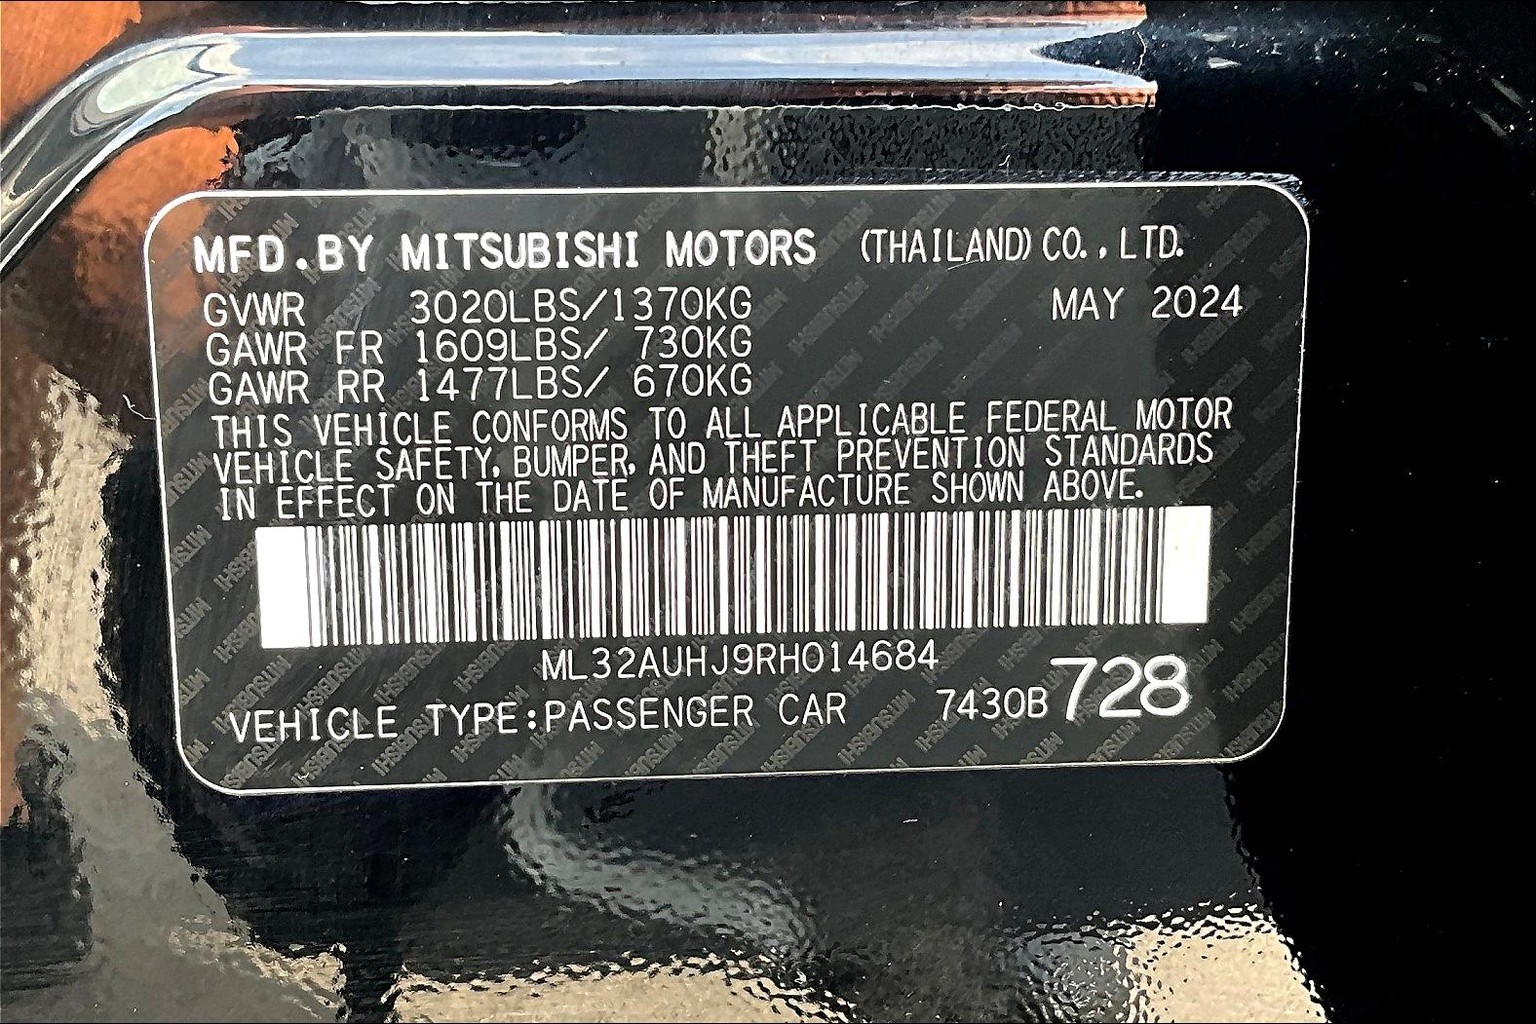 MFD.BY MITSUBISHI MOTORS (THAILAND) CO.,LTD.
GVWR 3020LBS/1370KG MAY 2024
GAWR FR 1609LBS/ 730KG
GAWR RR 1477LBS/ 670KG
THIS VEHICLE CONFORMS TO ALL APPLICABLE FEDERAL MOTOR
VEHICLE SAFETY, BUMPER, AND THEFT PREVENTION STANDARDS
IN EFFECT ON THE DATE OF MANUFACTURE SHOWN ABOVE.
ML32AUHJ9RH014684
VEHICLE TYPE:PASSENGER CAR 7430B 728